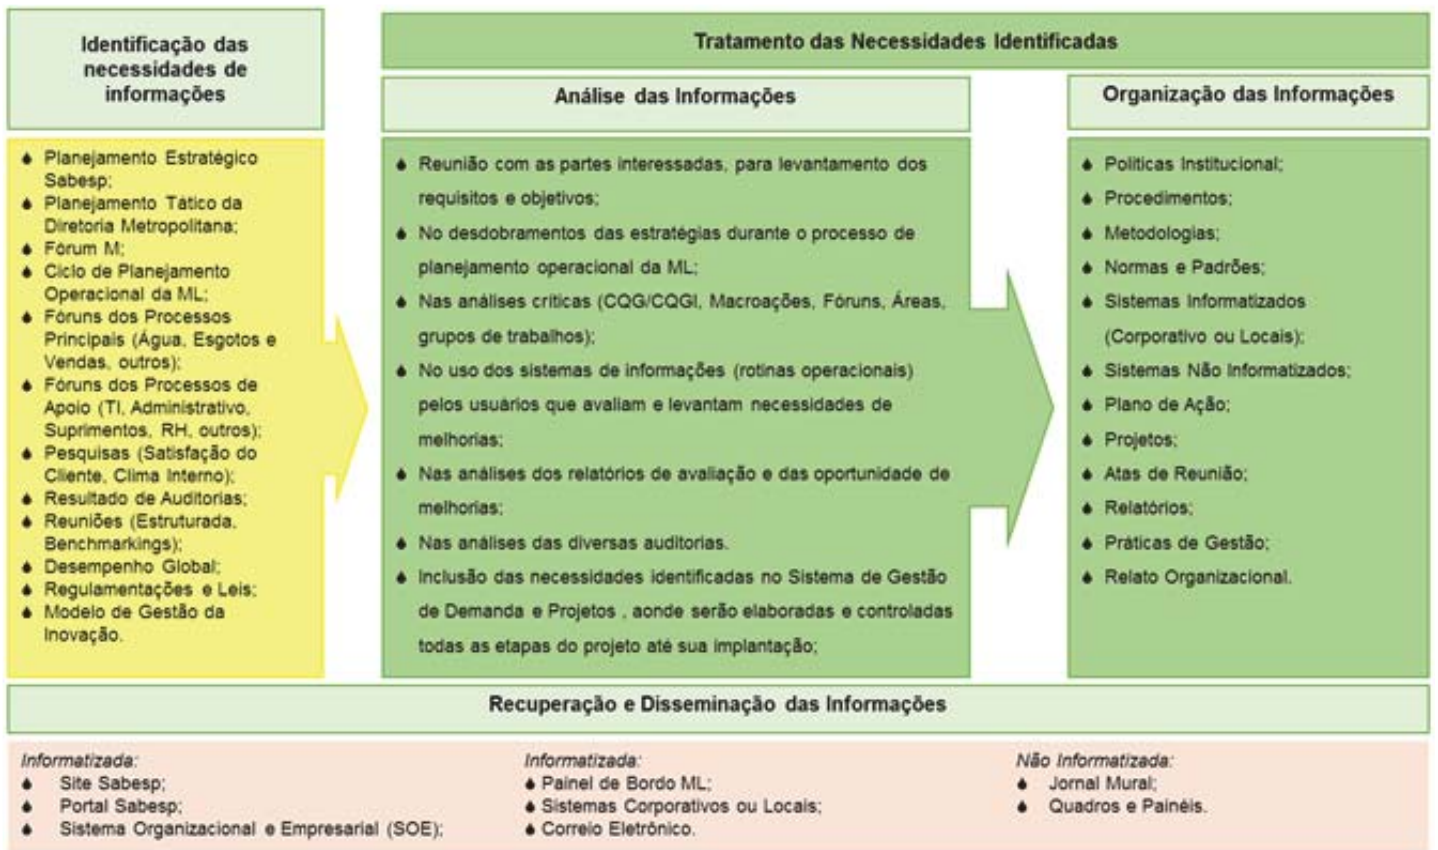 Identificação das
necessidades de
informações
♦ Planejamento Estratégico
Sabesp;
♦ Planejamento Tático da
Diretoria Metropolitana;
♦ Fórum M;
♦ Ciclo de Planejamento
Operacional da ML;
♦ Fóruns dos Processos
Principais (Água, Esgotos e
Vendas, outros);
♦ Fóruns dos Processos de
Apoio (TI, Administrativo,
Suprimentos, RH, outros);
♦ Pesquisas (Satisfação do
Cliente, Clima Interno);
♦ Resultado de Auditorias;
♦ Reuniões (Estruturada,
Benchmarkings);
♦ Desempenho Global;
♦ Regulamentações e Leis;
♦ Modelo de Gestão da
Inovação.
Tratamento das Necessidades Identificadas
Análise das Informações
♦ Reunião com as partes interessadas, para levantamento dos
requisitos e objetivos;
♦ No desdobramentos das estratégias durante o processo de
planejamento operacional da ML;
♦ Nas análises críticas (CQG/CQGI, Macroações, Fóruns, Áreas,
grupos de trabalhos);
♦ No uso dos sistemas de informações (rotinas operacionais)
pelos usuários que avaliam e levantam necessidades de
melhorias;
♦ Nas análises dos relatórios de avaliação e das oportunidade de
melhorias;
♦ Nas análises das diversas auditorias.
♦ Inclusão das necessidades identificadas no Sistema de Gestão
de Demanda e Projetos , aonde serão elaboradas e controladas
todas as etapas do projeto até sua implantação;
Organização das Informações
♦ Políticas Institucional;
♦ Procedimentos;
♦ Metodologias;
♦ Normas e Padrões;
♦ Sistemas Informatizados
(Corporativo ou Locais);
♦ Sistemas Não Informatizados;
♦ Plano de Ação;
♦ Projetos;
♦ Atas de Reunião;
♦ Relatórios;
♦ Práticas de Gestão;
♦ Relato Organizacional.
Recuperação e Disseminação das Informações
Informatizada:
♦ Site Sabesp;
♦ Portal Sabesp;
♦ Sistema Organizacional e Empresarial (SOE);
Informatizada:
♦ Painel de Bordo ML;
♦ Sistemas Corporativos ou Locais;
♦ Correio Eletrônico.
Não Informatizada:
♦ Jornal Mural;
♦ Quadros e Painéis.